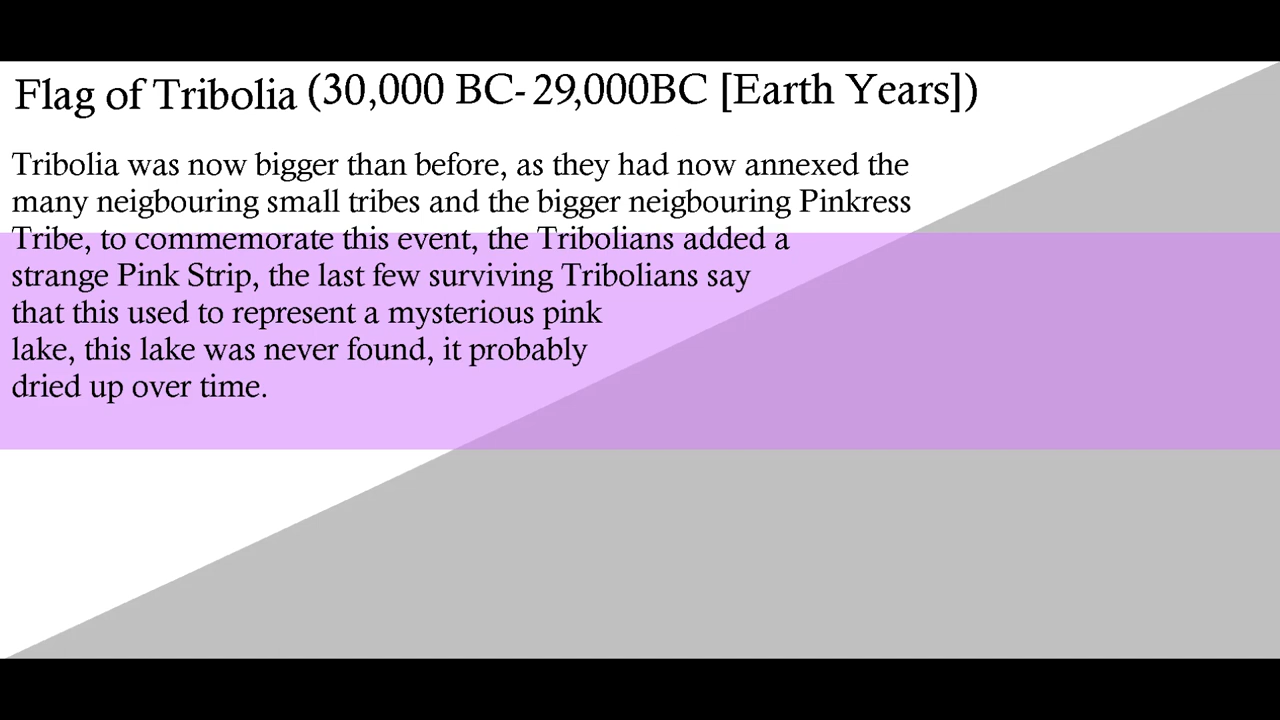 Flag of Tribolia (30,000 BC-29,000BC [Earth Years])
Tribolia was now bigger than before, as they had now annexed the
many neigbouring small tribes and the bigger neigbouring Pinkress
Tribe, to commemorate this event, the Tribolians added a
strange Pink Strip, the last few surviving Tribolians say
that this used to represent a mysterious pink
lake, this lake was never found, it probably
dried up over time.